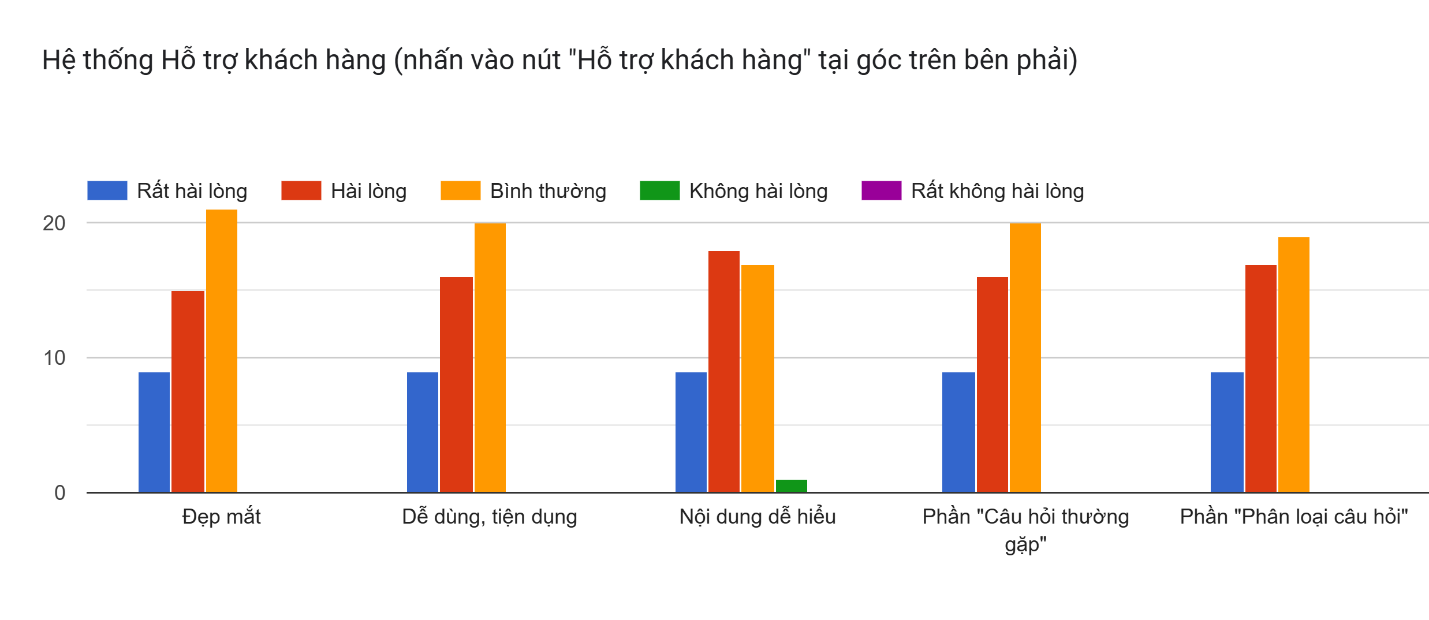 Hệ thống Hỗ trợ khách hàng (nhấn vào nút "Hỗ trợ khách hàng" tại góc trên bên phải)
Rất hài lòng
Hài lòng
Bình thường
Không hài lòng
Rất không hài lòng
20
10
0
Đẹp mắt
Dễ dùng, tiện dụng
Nội dung dễ hiểu
Phần "Câu hỏi thường
gặp"
Phần "Phân loại câu hỏi"